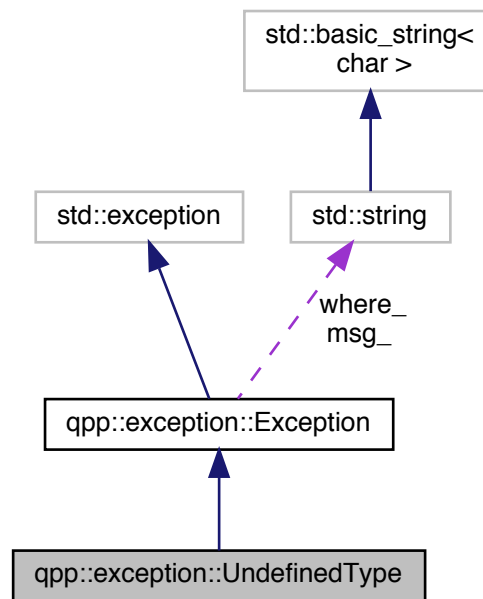 std::basic_string<
char >
std::exception
std::string
where_
msg_
qpp::exception::Exception
qpp::exception::UndefinedType